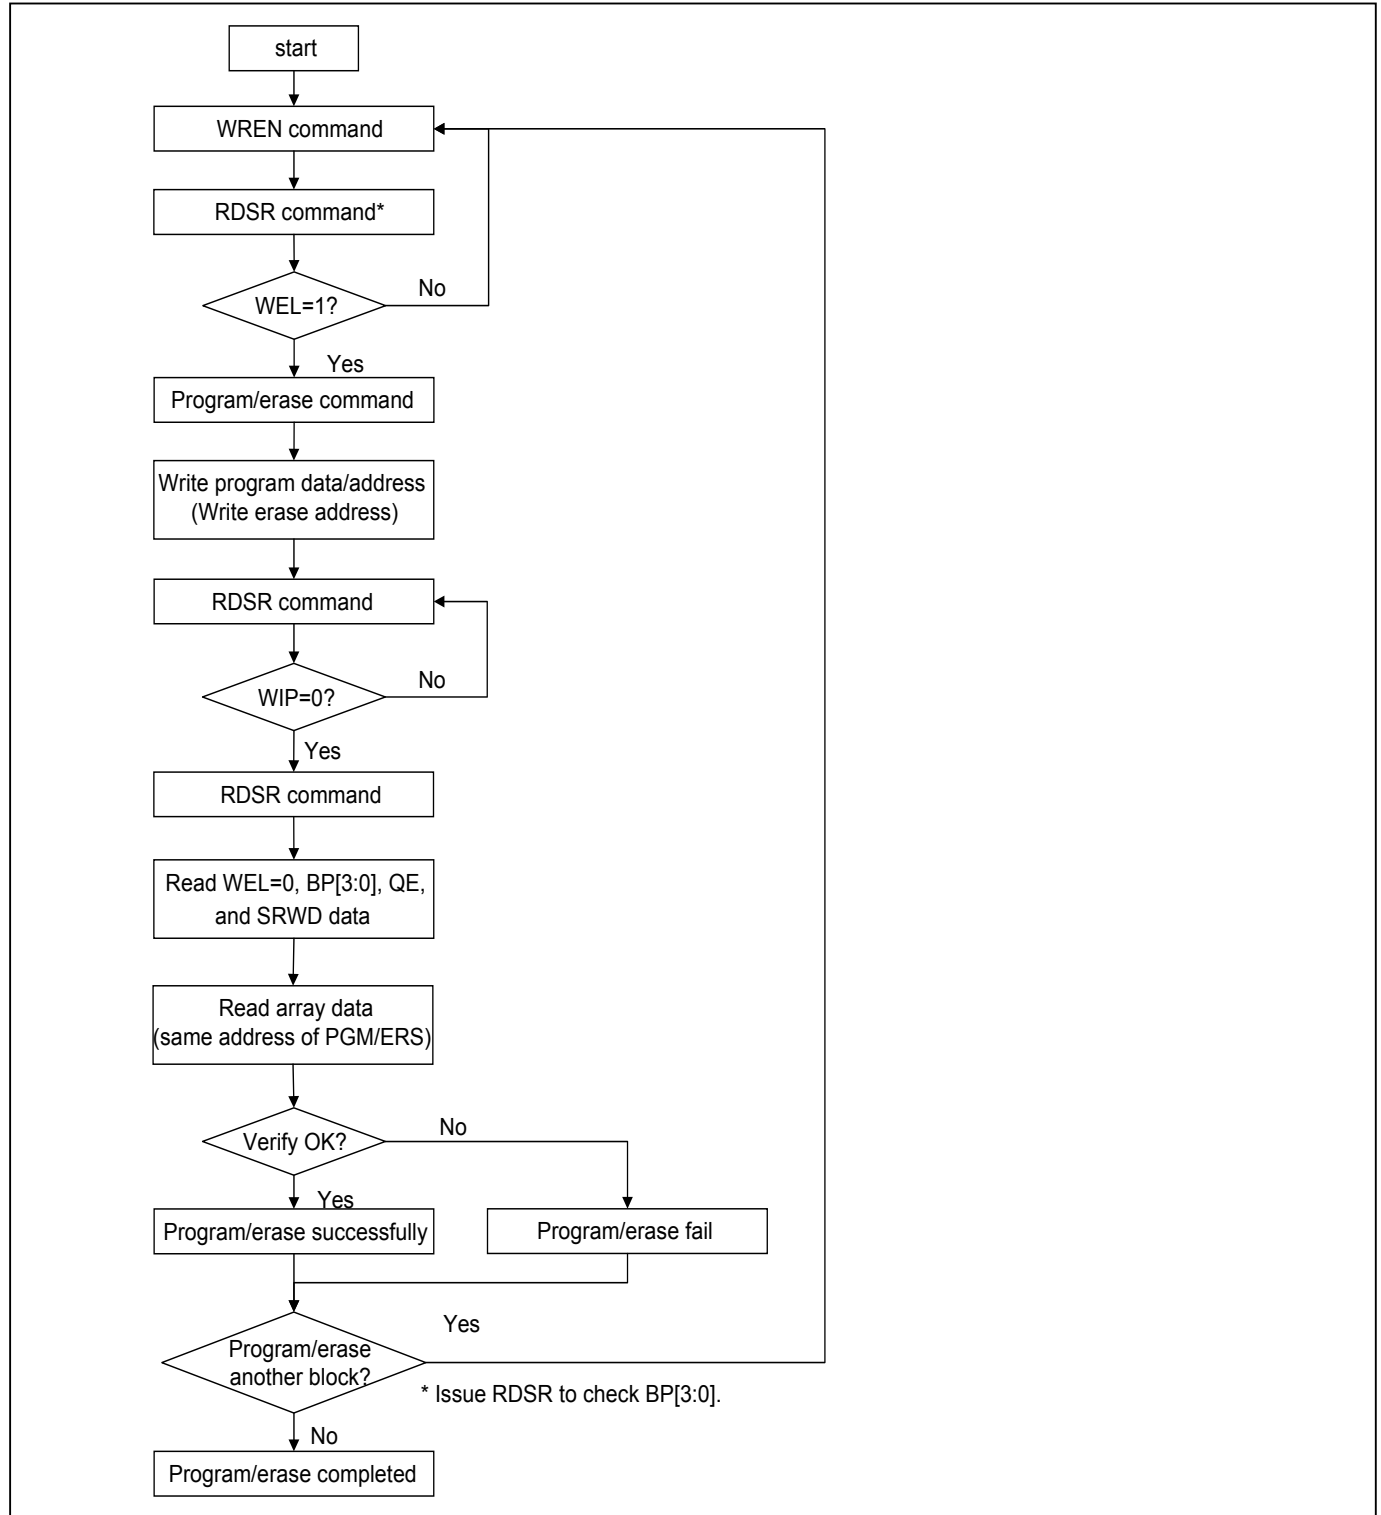 start
WREN command
RDSR command*
WEL=1?
No
Yes
Program/erase command
Write program data/address
(Write erase address)
RDSR command
WIP=0?
No
Yes
RDSR command
Read WEL=0, BP[3:0], QE,
and SRWD data
Read array data
(same address of PGM/ERS)
Verify OK?
No
Yes
Program/erase successfully
Program/erase fail
Yes
Program/erase
another block?
* Issue RDSR to check BP[3:0].
No
Program/erase completed